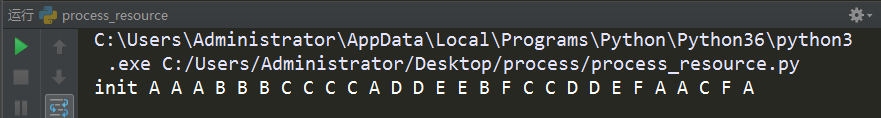 运行 process_resource
C:\Users\Administrator\AppData\Local\Programs\Python\Python36\python3
.exe C:/Users/Administrator/Desktop/process/process_resource.py
init A A A B B B C C C C A D D E E B F C C D D E F A A C F A